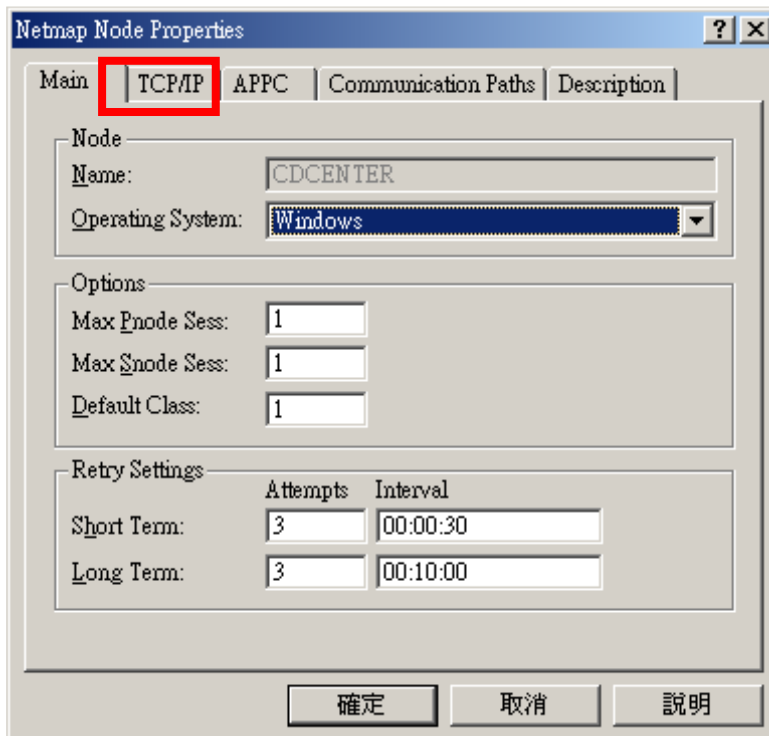 Netmap Node Properties
Main TCP/IP APPC Communication Paths Description
Node
Name: CDCENTER
Operating System: Windows
Options
Max Pnode Sess: 1
Max Snode Sess: 1
Default Class: 1
Retry Settings
Attempts Interval
Short Term: 3 00:00:30
Long Term: 3 00:10:00
確定 取消 說明